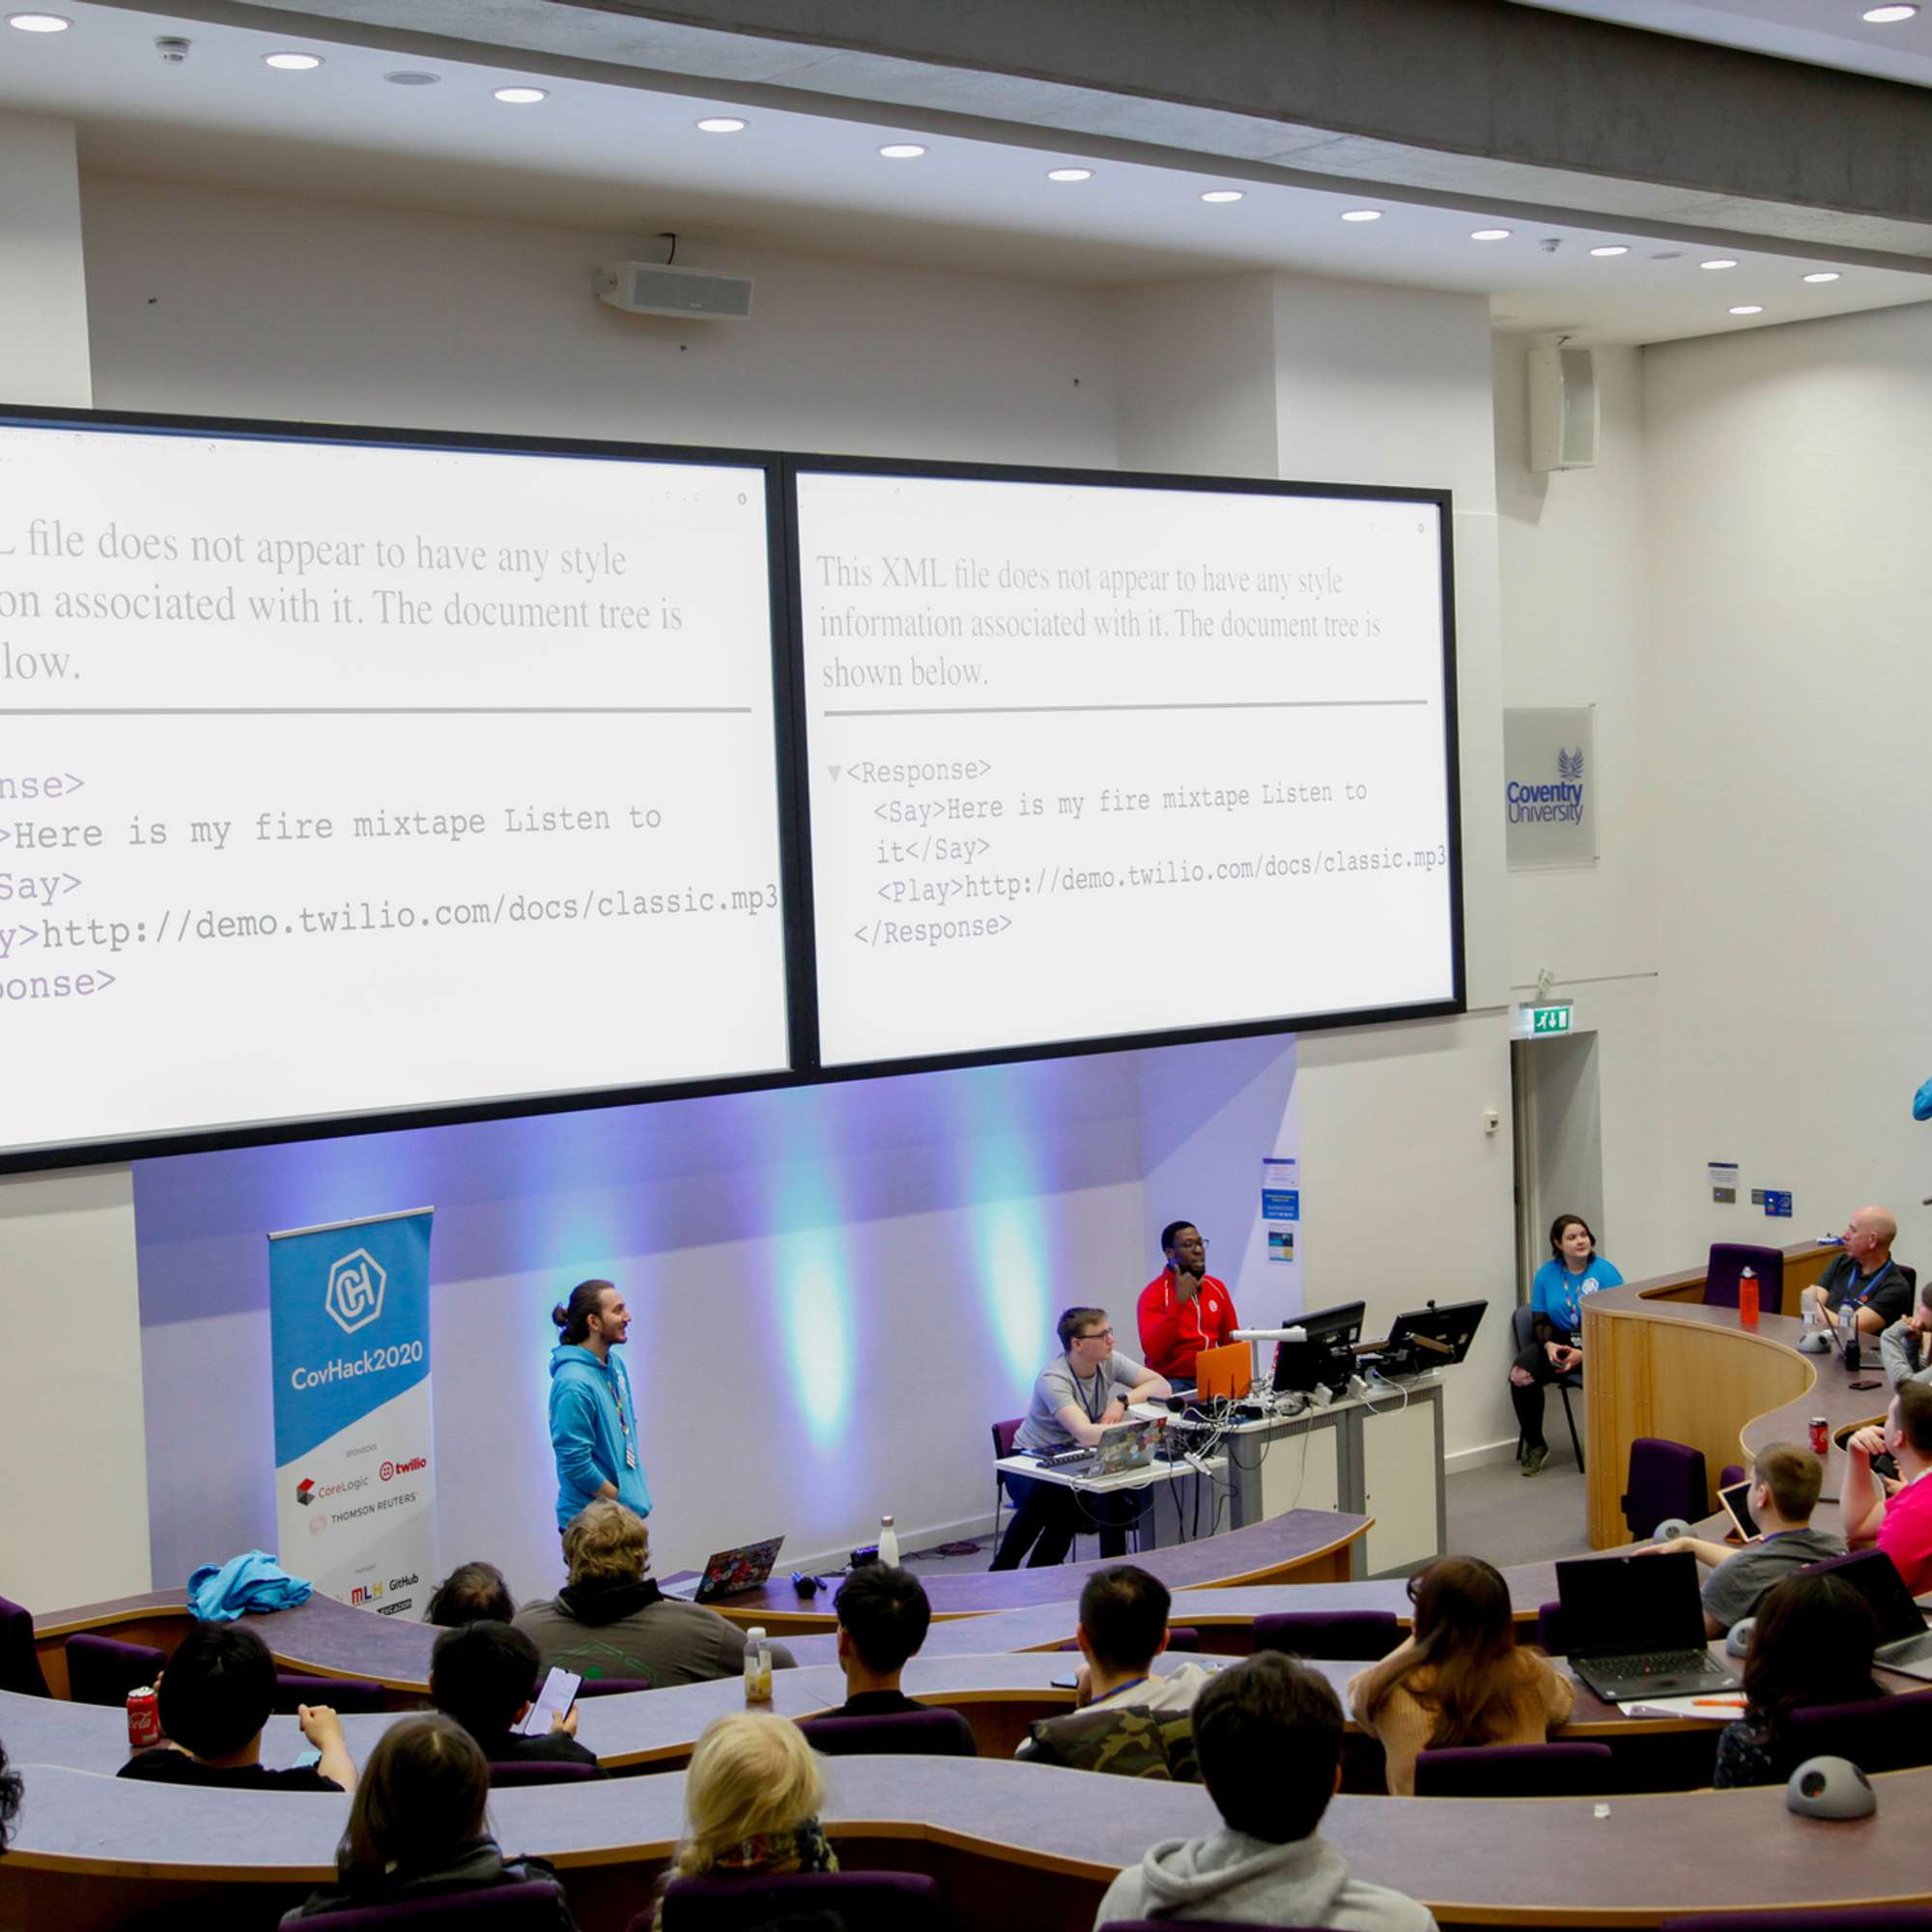 file does not appear to have any style
on associated with it. The document tree is
low.
nse>
>Here is my fire mixtape Listen to
Say>
y>http://demo.twilio.com/docs/classic.mp3
onse>
This XML file does not appear to have any style
information associated with it. The document tree is
shown below.
<Response>
<Say>Here is my fire mixtape Listen to
it</Say>
<Play>http://demo.twilio.com/docs/classic.mp3
</Response>
Coventry
University
CovHack2020
SPONSORS
CoreLogic
twilio
THOMSON REUTERS
MLH
GitHub